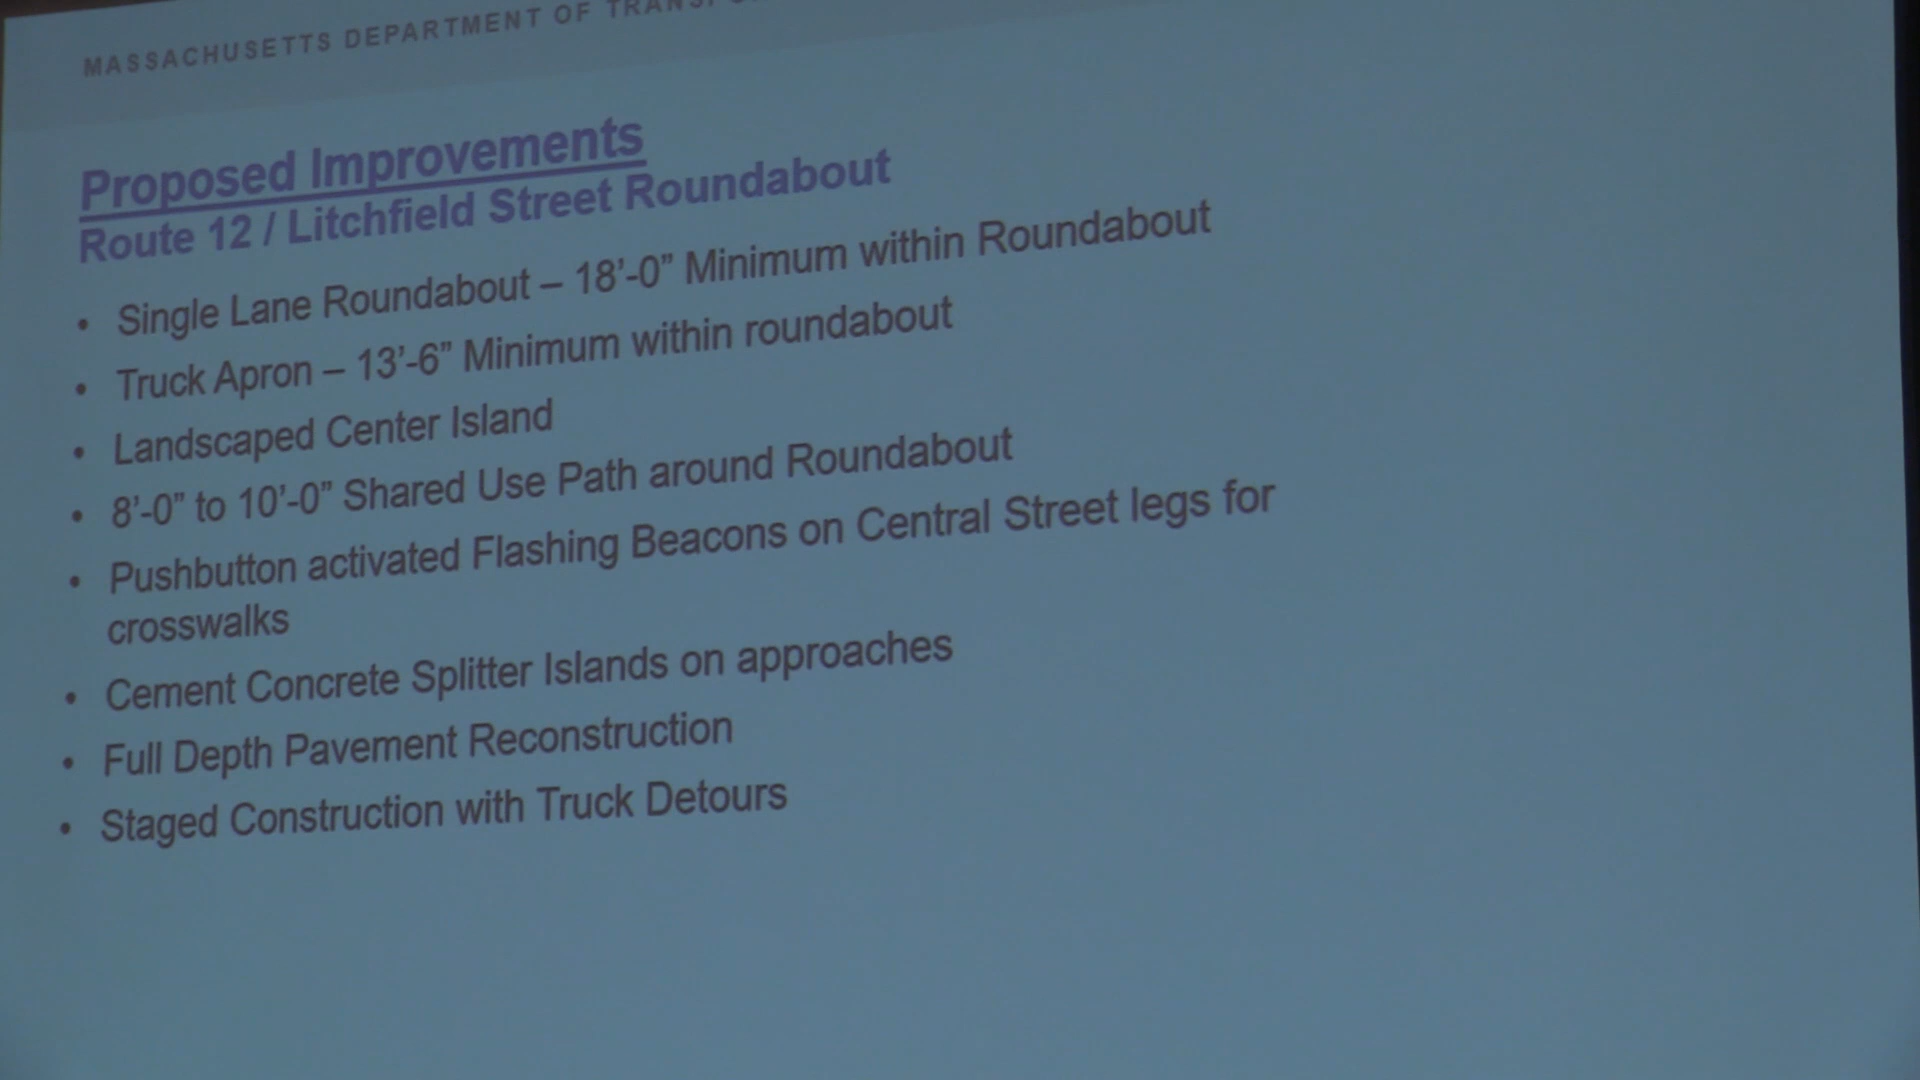 MASSACHUSETTS DEPARTMENT OF
Proposed Improvements
Route 12 / Litchfield Street Roundabout
• Single Lane Roundabout – 18’-0” Minimum within Roundabout
• Truck Apron – 13’-6” Minimum within roundabout
• Landscaped Center Island
• 8’-0” to 10’-0” Shared Use Path around Roundabout
• Pushbutton activated Flashing Beacons on Central Street legs for
crosswalks
• Cement Concrete Splitter Islands on approaches
• Full Depth Pavement Reconstruction
• Staged Construction with Truck Detours